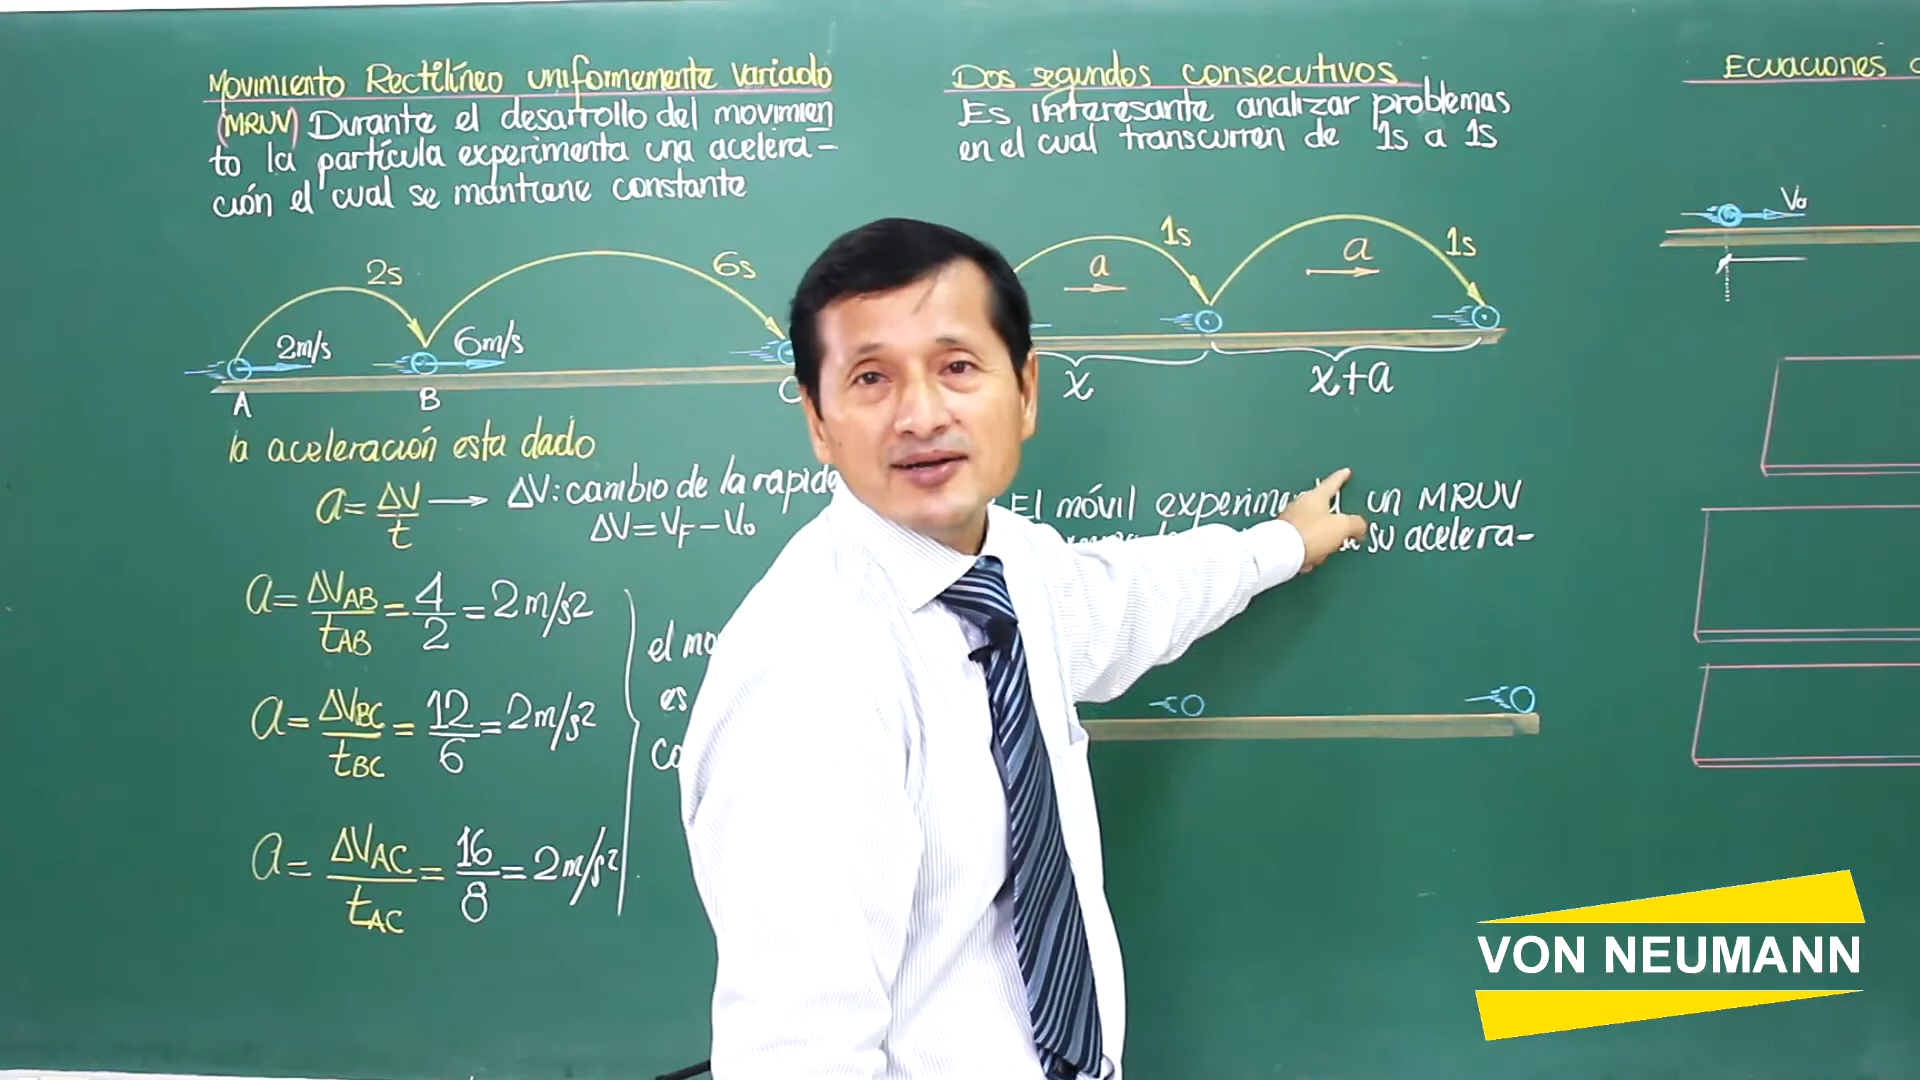 Movimiento Rectilíneo uniformemente Variado
(MRUV) Durante el desarrollo del movimien
to la partícula experimenta una acelera-
ción el cual se mantiene constante
2s
6s
2m/s
6m/s
A
B
C
la aceleración esta dado
a = ΔV/t → ΔV: cambio de la rapide
ΔV = VF - Vo
a = ΔVAB/tAB = 4/2 = 2m/s2
a = ΔVBC/tBC = 12/6 = 2m/s2
a = ΔVAC/tAC = 16/8 = 2m/s2
el
es
Dos segundos consecutivos
Es interesante analizar problemas
en el cual transcurren de 1s a 1s
1s
1s
a
a
x
x+a
El móvil un MRUV
su acelera-
Ecuaciones
Vo
VON NEUMANN